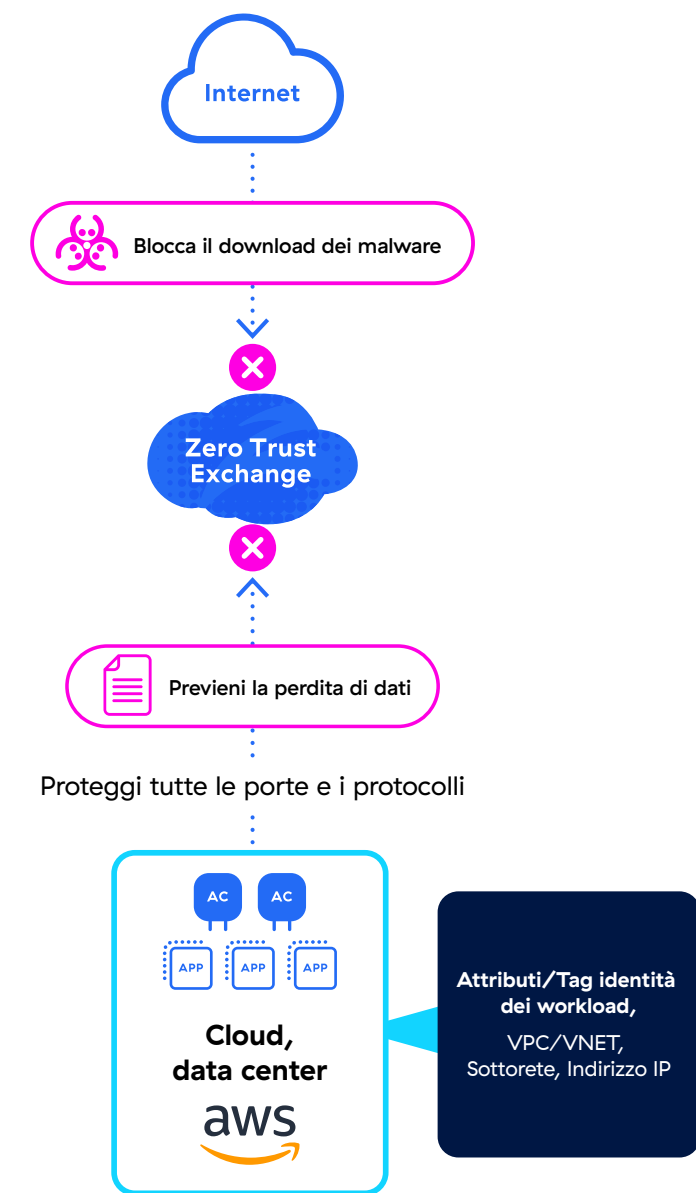 Internet
Blocca il download dei malware
Zero Trust
Exchange
Previeni la perdita di dati
Proteggi tutte le porte e i protocolli
AC AC
APP APP APP
Cloud,
data center
aws
Attributi/Tag identità
dei workload,
VPC/VNET,
Sottorete, Indirizzo IP